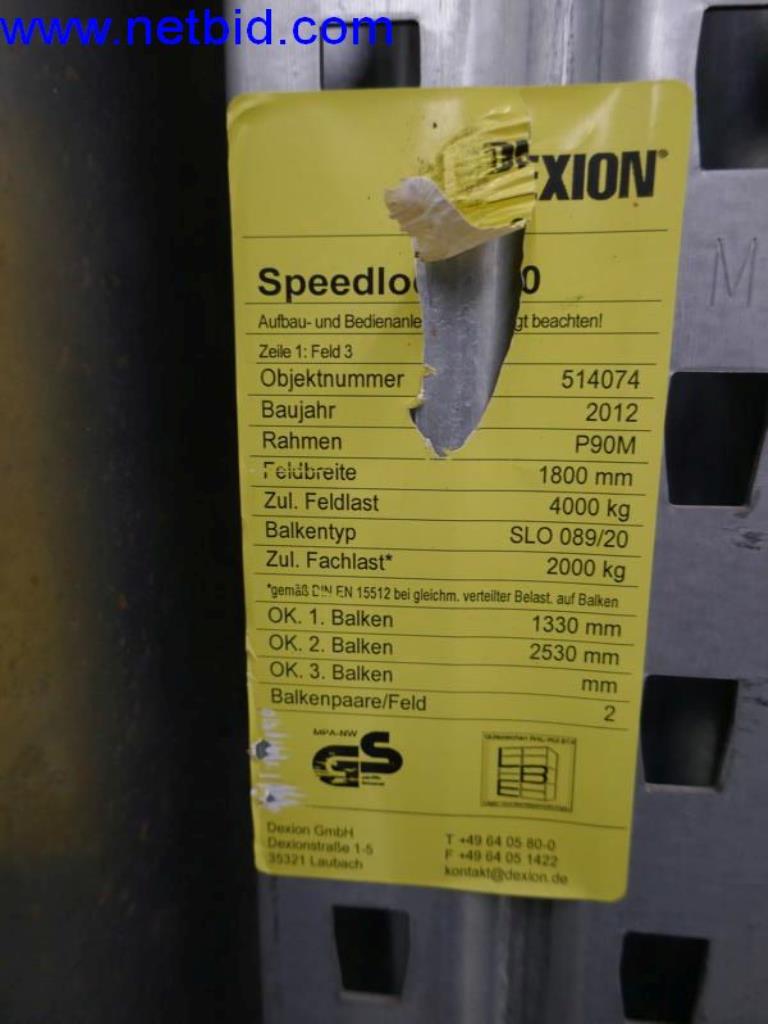 www.netbid.com
DEXION®
M
Speedlo 0
Aufbau- und Bedienanle gt beachten!
Zeile 1: Feld 3
Objektnummer 514074
Baujahr 2012
Rahmen P90M
Feldbreite 1800 mm
Zul. Feldlast 4000 kg
Balkentyp SLO 089/20
Zul. Fachlast* 2000 kg
*gemäß DIN EN 15512 bei gleichm. verteilter Belast. auf Balken
OK. 1. Balken 1330 mm
OK. 2. Balken 2530 mm
OK. 3. Balken mm
Balkenpaare/Feld 2
MPA-NW
GS
LBE
Dexion GmbH
Dexionstraße 1-5
35321 Laubach
T +49 64 05 80-0
F +49 64 05 1422
kontakt@dexion.de